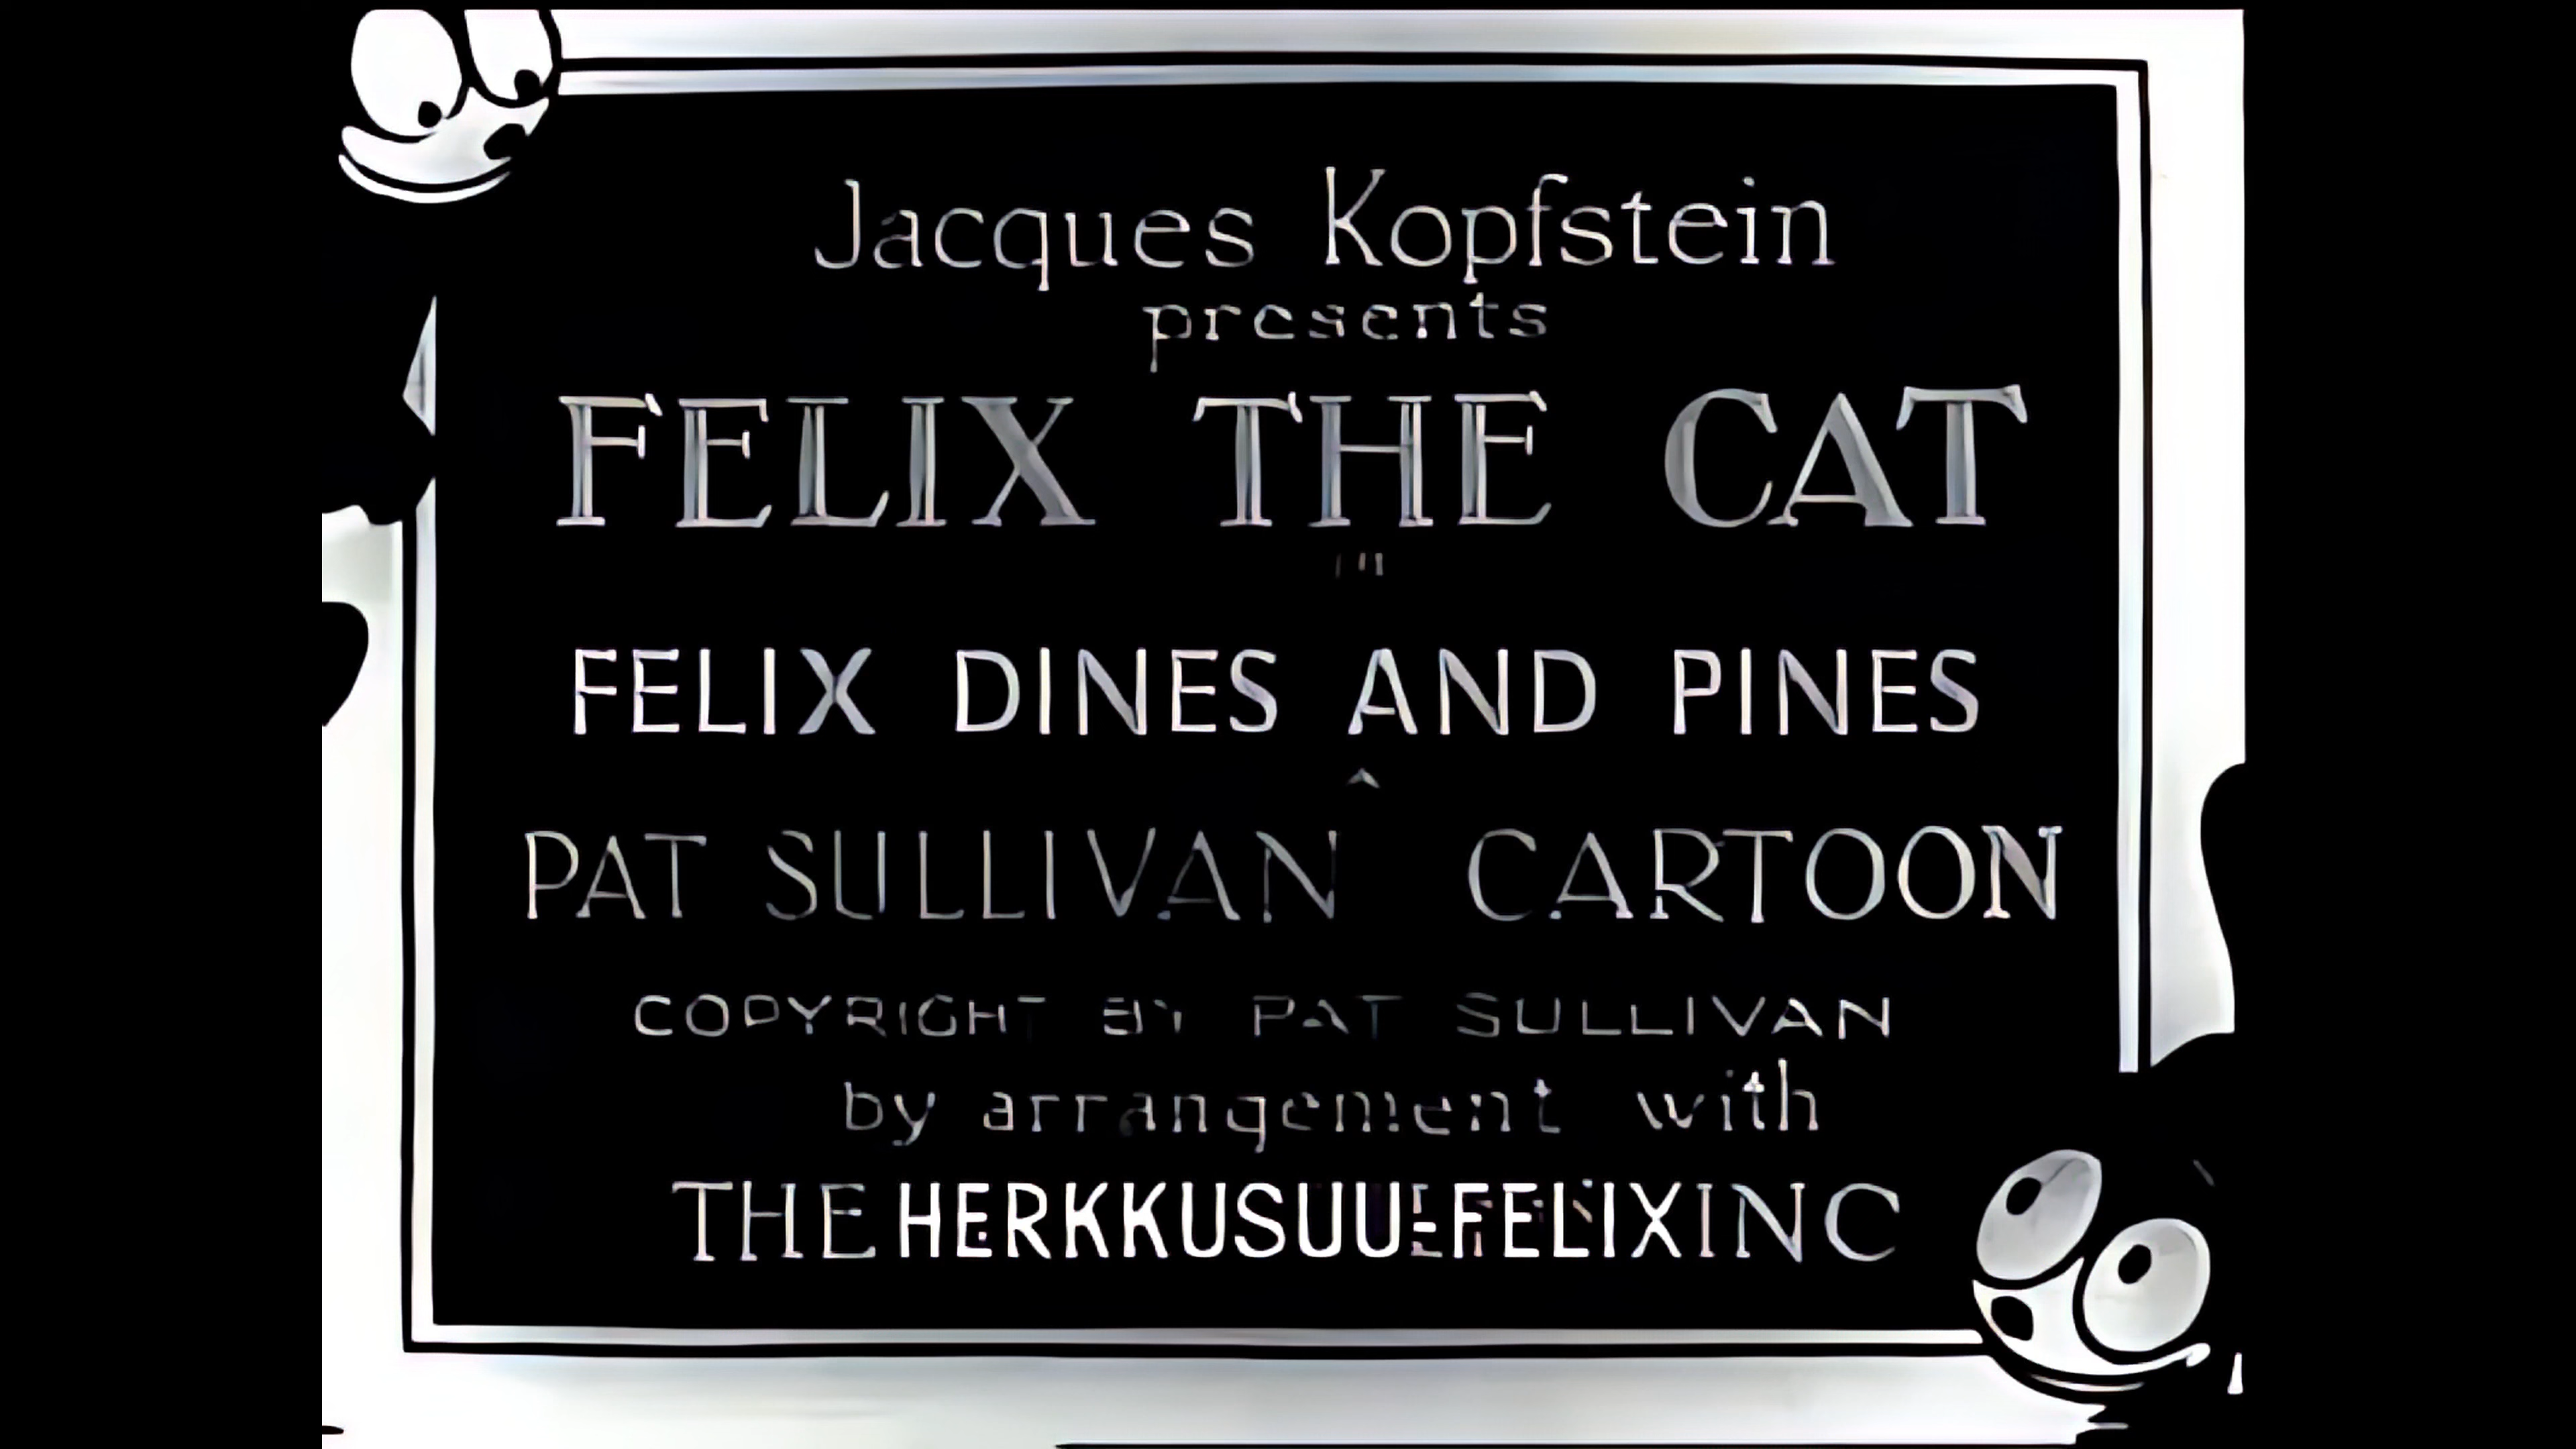 Jacques Kopfstein
presents
FELIX THE CAT
in
FELIX DINES AND PINES
A
PAT SULLIVAN CARTOON
COPYRIGHT BY PAT SULLIVAN
by arrangement with
THE HERKKUSUU-FELIX INC